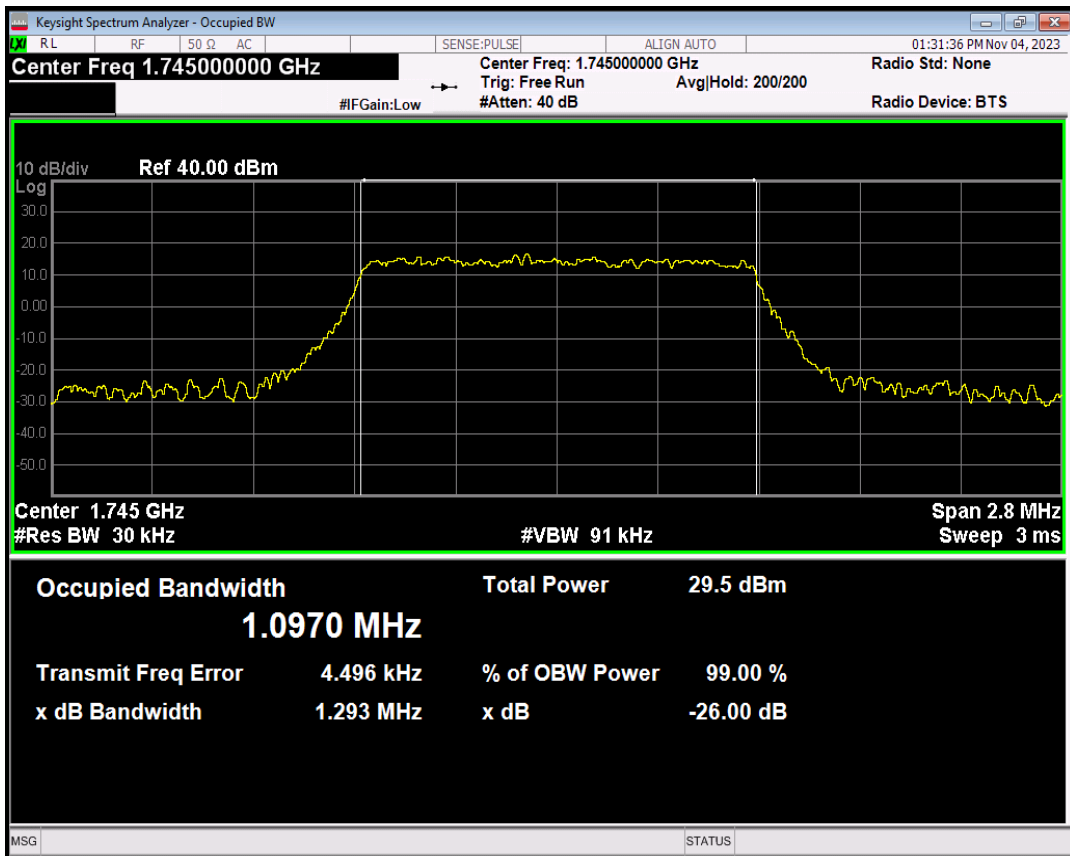 Keysight Spectrum Analyzer - Occupied BW
LXI RL RF 50 Ω AC SENSE:PULSE ALIGN AUTO 01:31:36 PM Nov 04, 2023
Center Freq 1.745000000 GHz Center Freq: 1.745000000 GHz Radio Std: None
Trig: Free Run Avg|Hold: 200/200
#IFGain:Low #Atten: 40 dB Radio Device: BTS
10 dB/div Ref 40.00 dBm
Log
30.0
20.0
10.0
0.00
-10.0
-20.0
-30.0
-40.0
-50.0
Center 1.745 GHz Span 2.8 MHz
#Res BW 30 kHz #VBW 91 kHz Sweep 3 ms
Occupied Bandwidth Total Power 29.5 dBm
1.0970 MHz
Transmit Freq Error 4.496 kHz % of OBW Power 99.00 %
x dB Bandwidth 1.293 MHz x dB -26.00 dB
MSG STATUS